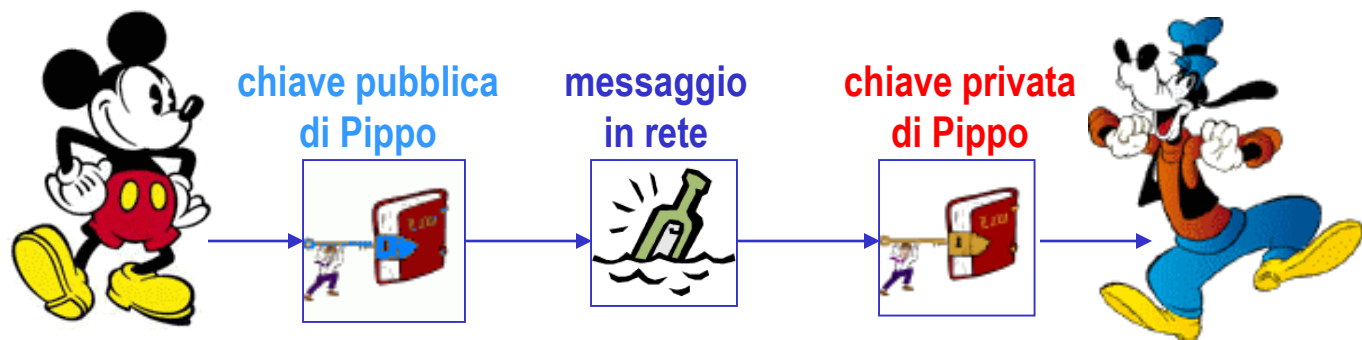 chiave pubblica
di Pippo
messaggio
in rete
chiave privata
di Pippo